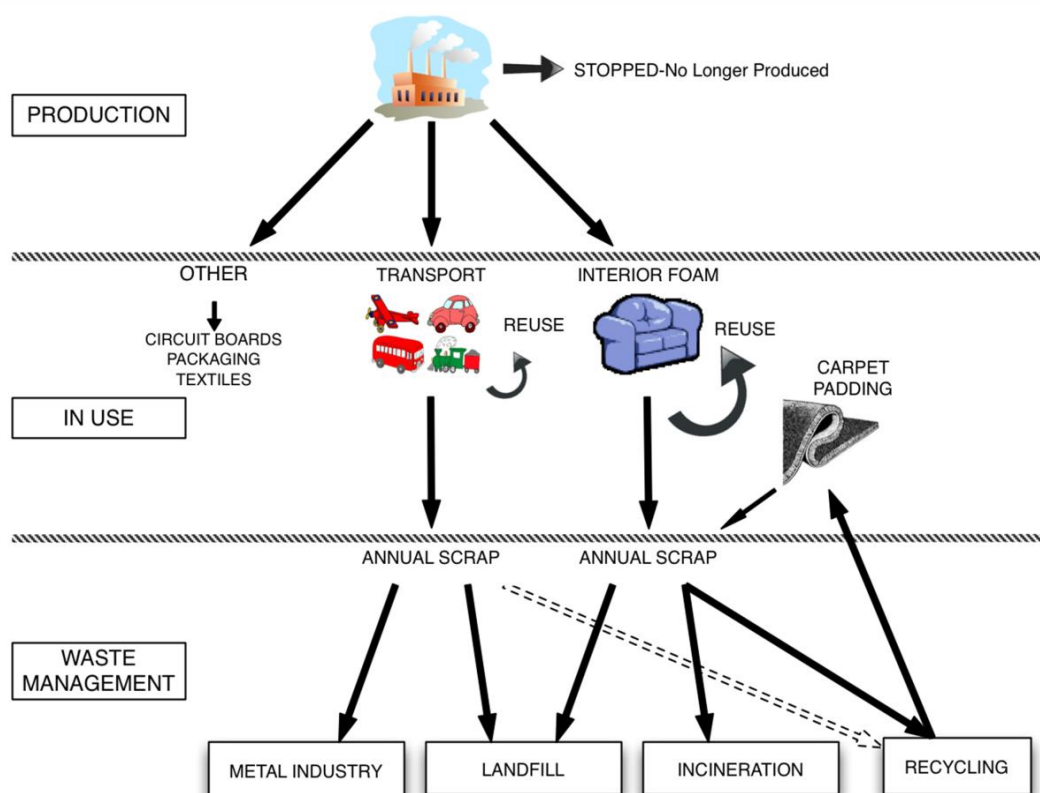 STOPPED-No Longer Produced
PRODUCTION
OTHER
TRANSPORT
INTERIOR FOAM
CIRCUIT BOARDS
PACKAGING
TEXTILES
REUSE
REUSE
CARPET
PADDING
IN USE
ANNUAL SCRAP
ANNUAL SCRAP
WASTE
MANAGEMENT
METAL INDUSTRY
LANDFILL
INCINERATION
RECYCLING